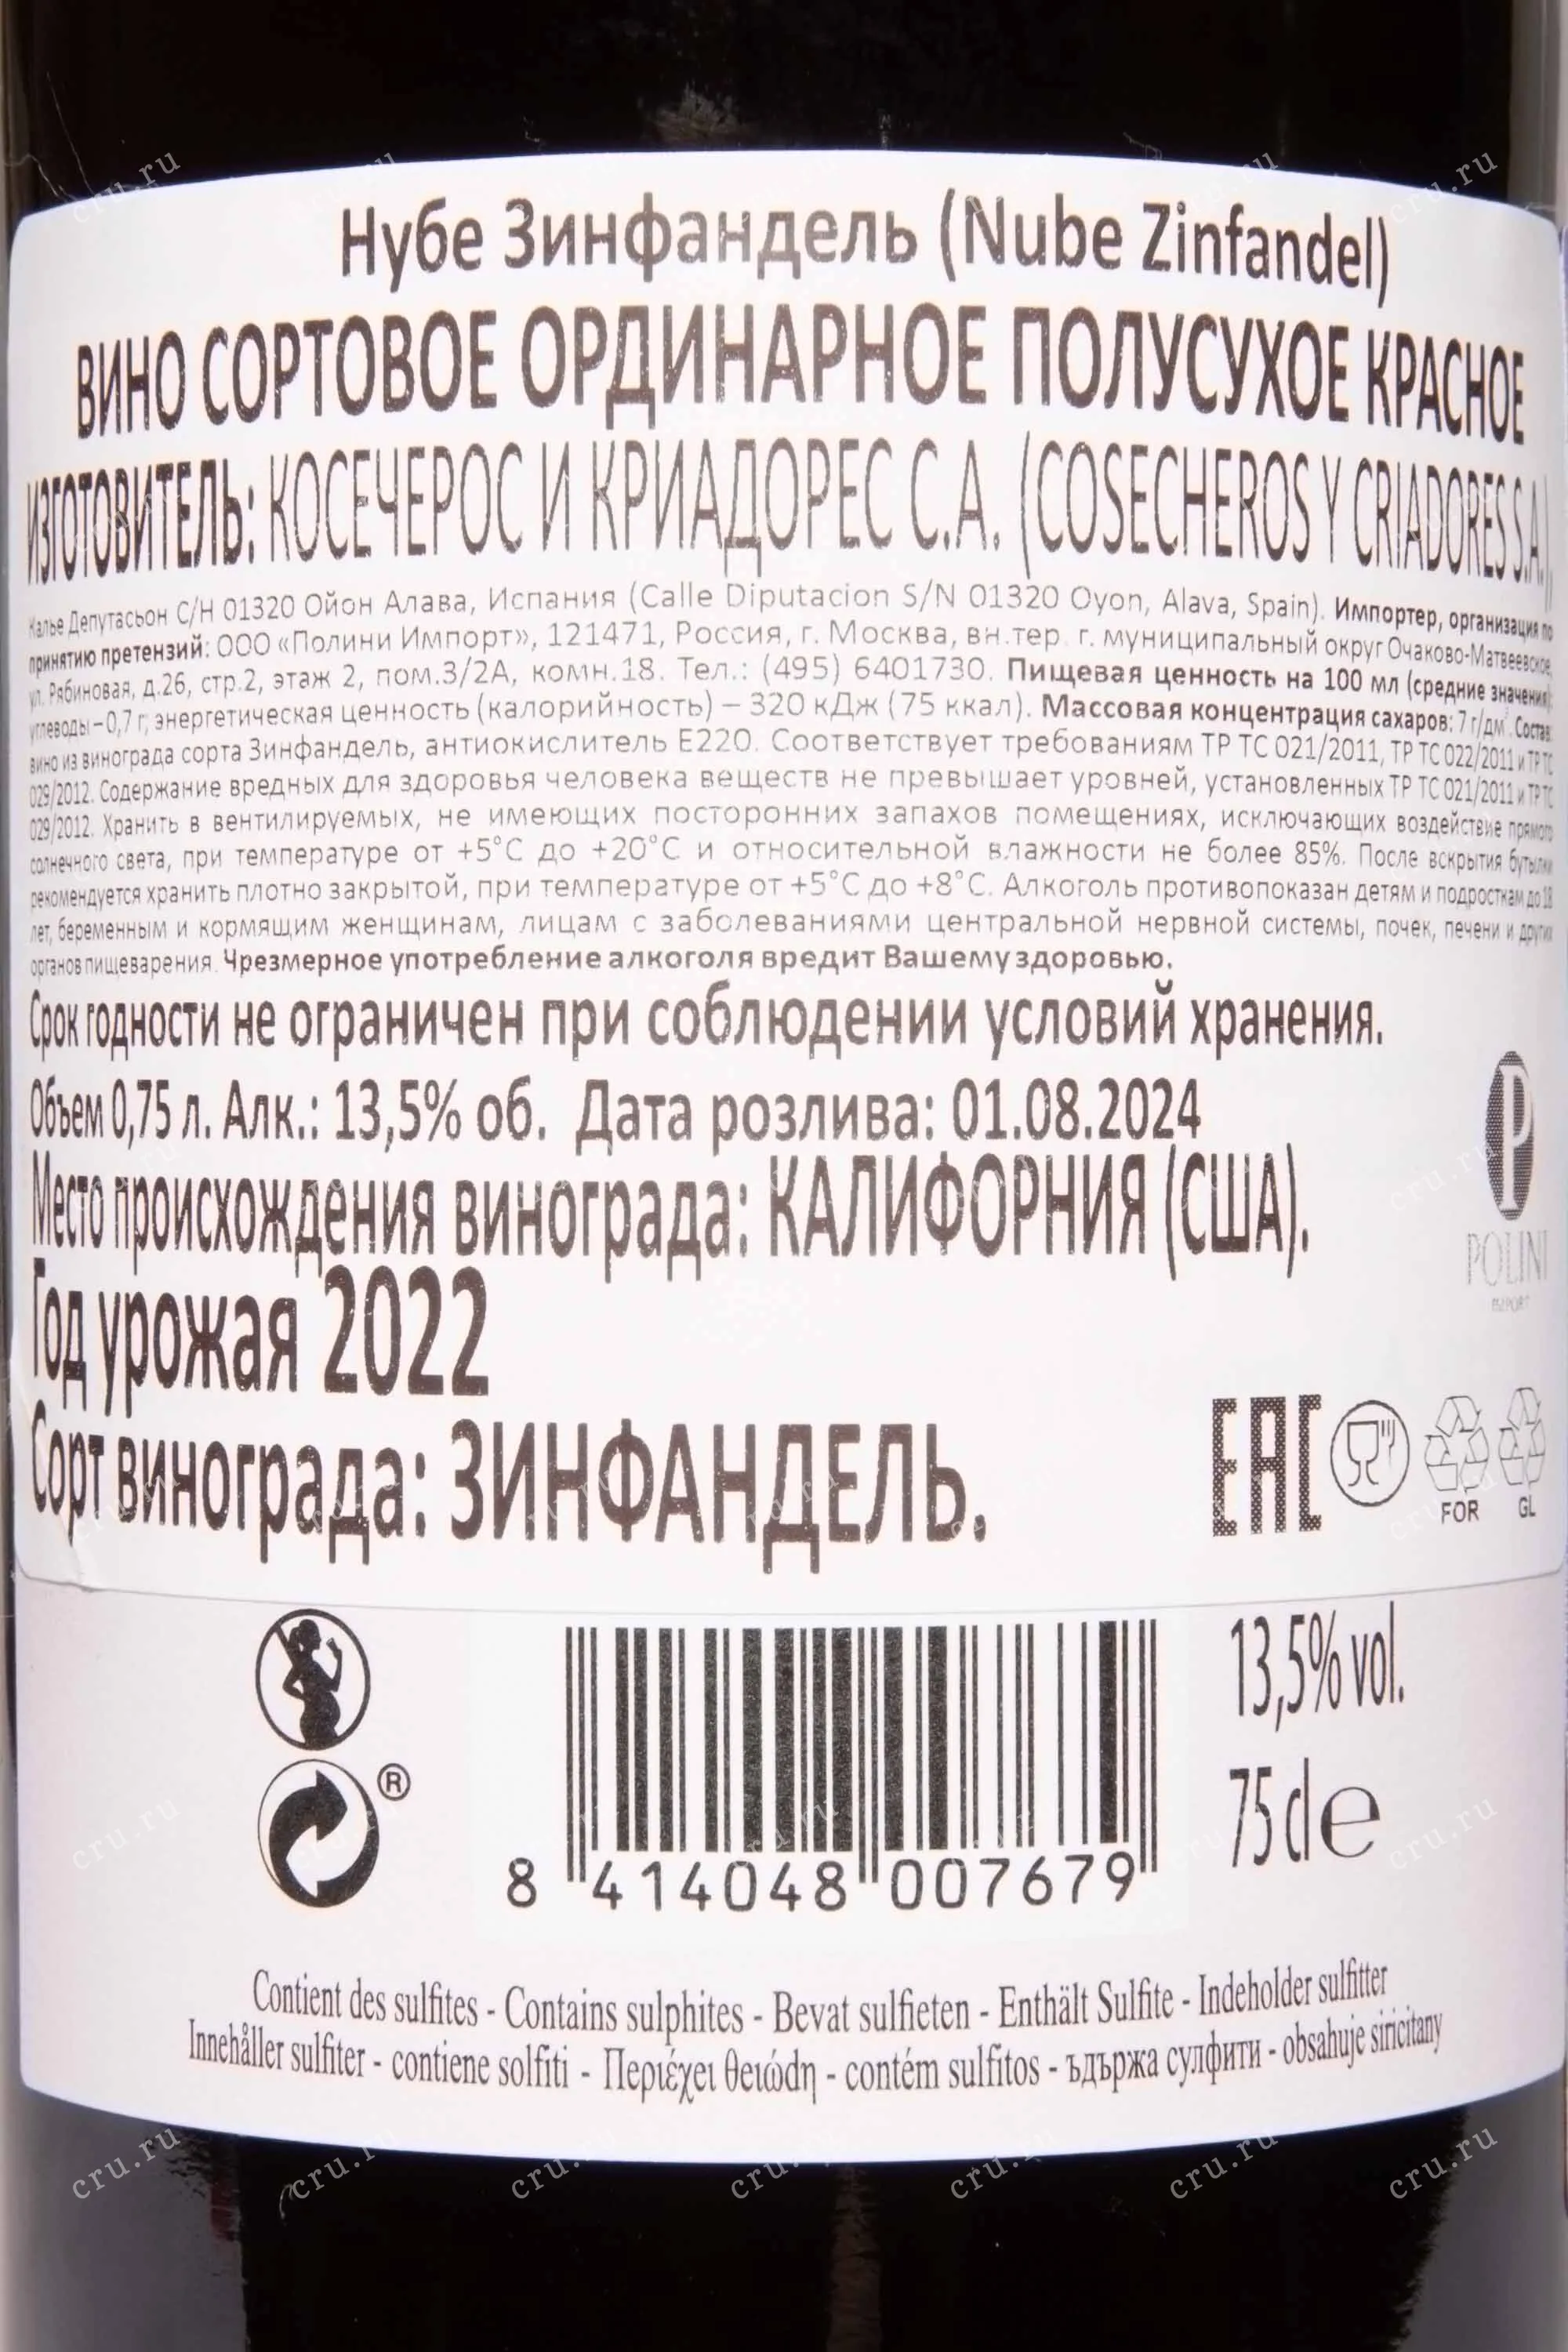 Нубе Зинфандель (Nube Zinfandel)
ВИНО СОРТОВОЕ ОРДИНАРНОЕ ПОЛУСУХОЕ КРАСНОЕ
ИЗГОТОВИТЕЛЬ: КОСЕЧЕРОС И КРИАДОРЕС С.А. (COSECHEROS Y CRIADORES S.A.),
Калье Депутасьон С/Н 01320 Ойон Алава, Испания (Calle Diputacion S/N 01320 Oyon, Alava, Spain). Импортер, организация по
принятию претензий: ООО «Полини Импорт», 121471, Россия, г. Москва, вн.тер. г. муниципальный округ Очаково-Матвеевское,
ул. Рябиновая, д.26, стр.2, этаж 2, пом.3/2А, комн.18. Тел.: (495) 6401730. Пищевая ценность на 100 мл (средние значения):
углеводы – 0,7 г, энергетическая ценность (калорийность) – 320 кДж (75 ккал). Массовая концентрация сахаров: 7 г/дм³. Состав:
вино из винограда сорта Зинфандель, антиокислитель Е220. Соответствует требованиям ТР ТС 021/2011, ТР ТС 022/2011 и ТР ТС
029/2012. Содержание вредных для здоровья человека веществ не превышает уровней, установленных ТР ТС 021/2011 и ТР ТС
029/2012. Хранить в вентилируемых, не имеющих посторонних запахов помещениях, исключающих воздействие прямого
солнечного света, при температуре от +5°С до +20°С и относительной влажности не более 85%. После вскрытия бутылки
рекомендуется хранить плотно закрытой, при температуре от +5°С до +8°С. Алкоголь противопоказан детям и подросткам до 18
лет, беременным и кормящим женщинам, лицам с заболеваниями центральной нервной системы, почек, печени и других
органов пищеварения. Чрезмерное употребление алкоголя вредит Вашему здоровью.
Срок годности не ограничен при соблюдении условий хранения.
Объем 0,75 л. Алк.: 13,5% об. Дата розлива: 01.08.2024
Место происхождения винограда: КАЛИФОРНИЯ (США).
Год урожая 2022
Сорт винограда: ЗИНФАНДЕЛЬ.
P
POLINI
IMPORT
EAC
FOR
GL
13,5% vol.
75 cl e
®
8 414048 007679
Contient des sulfites - Contains sulphites - Bevat sulfieten - Enthält Sulfite - Indeholder sulfitter
Innehåller sulfiter - contiene solfiti - Περιέχει θειώdη - contém sulfitos - ъдържа сулфити - obsahuje siricitany
cru.ru